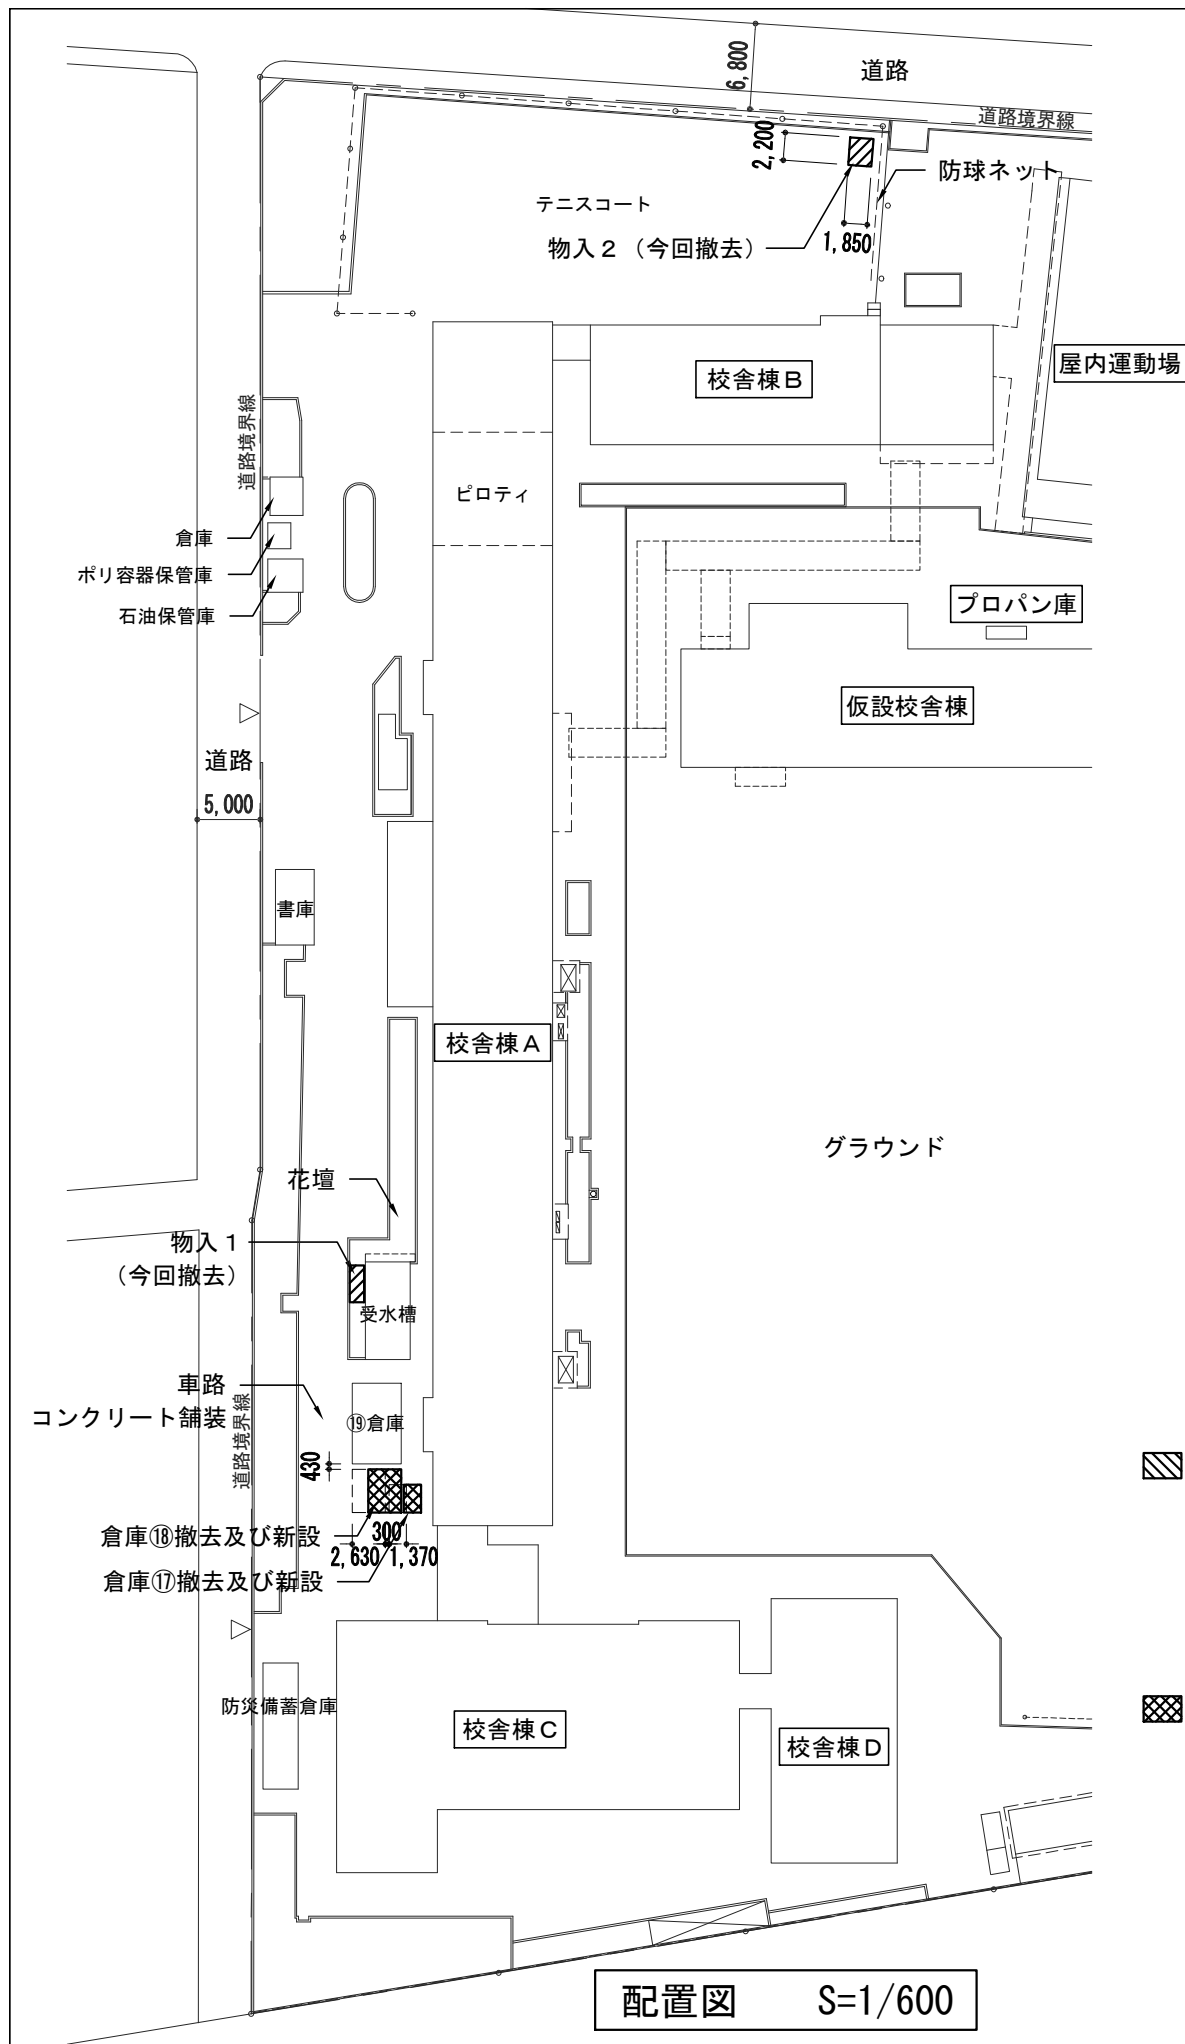 6,800
道路
道路境界線
2,200
防球ネット
テニスコート
1,850
物入2（今回撤去）
校舎棟B
屋内運動場
道路境界線
ピロティ
倉庫
ポリ容器保管庫
石油保管庫
プロパン庫
仮設校舎棟
道路
5,000
書庫
校舎棟A
グラウンド
花壇
物入1
（今回撤去）
受水槽
車路
コンクリート舗装
道路境界線
⑲倉庫
430
倉庫⑱撤去及び新設
300
2,630
1,370
倉庫⑰撤去及び新設
防災備蓄倉庫
校舎棟C
校舎棟D
配置図 S=1/600